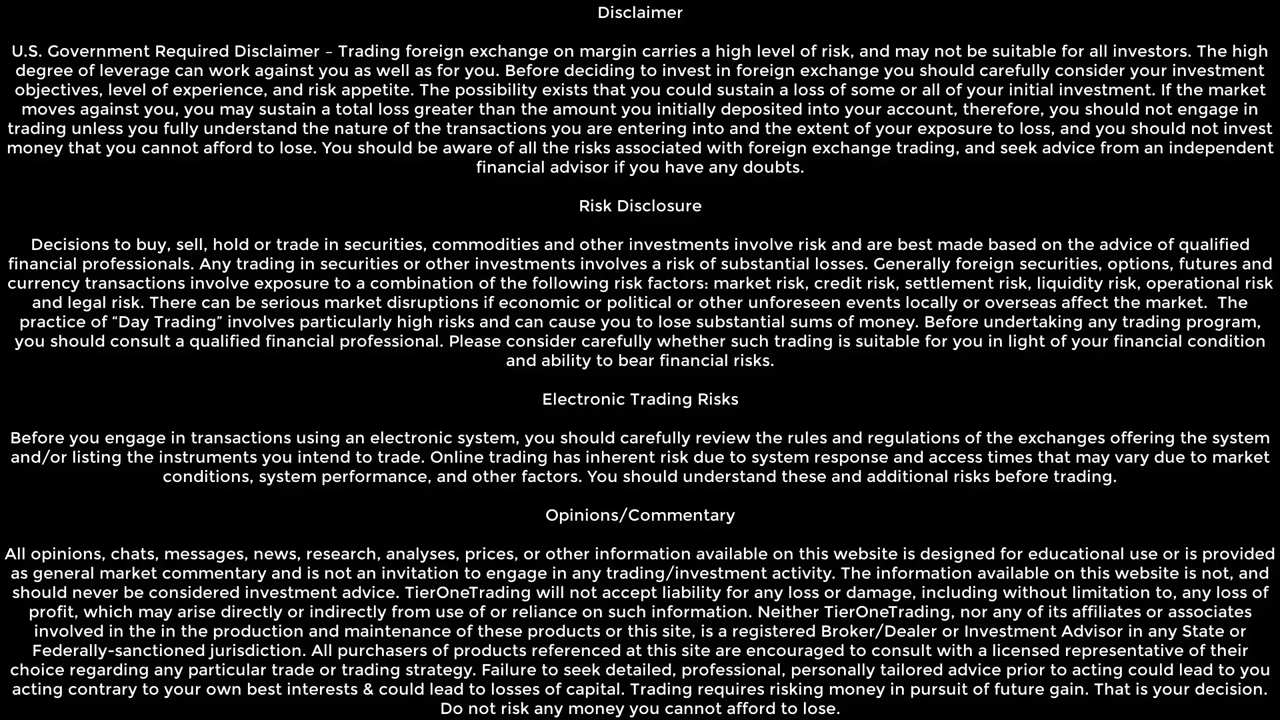 Disclaimer
U.S. Government Required Disclaimer – Trading foreign exchange on margin carries a high level of risk, and may not be suitable for all investors. The high
degree of leverage can work against you as well as for you. Before deciding to invest in foreign exchange you should carefully consider your investment
objectives, level of experience, and risk appetite. The possibility exists that you could sustain a loss of some or all of your initial investment. If the market
moves against you, you may sustain a total loss greater than the amount you initially deposited into your account, therefore, you should not engage in
trading unless you fully understand the nature of the transactions you are entering into and the extent of your exposure to loss, and you should not invest
money that you cannot afford to lose. You should be aware of all the risks associated with foreign exchange trading, and seek advice from an independent
financial advisor if you have any doubts.
Risk Disclosure
Decisions to buy, sell, hold or trade in securities, commodities and other investments involve risk and are best made based on the advice of qualified
financial professionals. Any trading in securities or other investments involves a risk of substantial losses. Generally foreign securities, options, futures and
currency transactions involve exposure to a combination of the following risk factors: market risk, credit risk, settlement risk, liquidity risk, operational risk
and legal risk. There can be serious market disruptions if economic or political or other unforeseen events locally or overseas affect the market. The
practice of “Day Trading” involves particularly high risks and can cause you to lose substantial sums of money. Before undertaking any trading program,
you should consult a qualified financial professional. Please consider carefully whether such trading is suitable for you in light of your financial condition
and ability to bear financial risks.
Electronic Trading Risks
Before you engage in transactions using an electronic system, you should carefully review the rules and regulations of the exchanges offering the system
and/or listing the instruments you intend to trade. Online trading has inherent risk due to system response and access times that may vary due to market
conditions, system performance, and other factors. You should understand these and additional risks before trading.
Opinions/Commentary
All opinions, chats, messages, news, research, analyses, prices, or other information available on this website is designed for educational use or is provided
as general market commentary and is not an invitation to engage in any trading/investment activity. The information available on this website is not, and
should never be considered investment advice. TierOneTrading will not accept liability for any loss or damage, including without limitation to, any loss of
profit, which may arise directly or indirectly from use of or reliance on such information. Neither TierOneTrading, nor any of its affiliates or associates
involved in the in the production and maintenance of these products or this site, is a registered Broker/Dealer or Investment Advisor in any State or
Federally-sanctioned jurisdiction. All purchasers of products referenced at this site are encouraged to consult with a licensed representative of their
choice regarding any particular trade or trading strategy. Failure to seek detailed, professional, personally tailored advice prior to acting could lead to you
acting contrary to your own best interests & could lead to losses of capital. Trading requires risking money in pursuit of future gain. That is your decision.
Do not risk any money you cannot afford to lose.